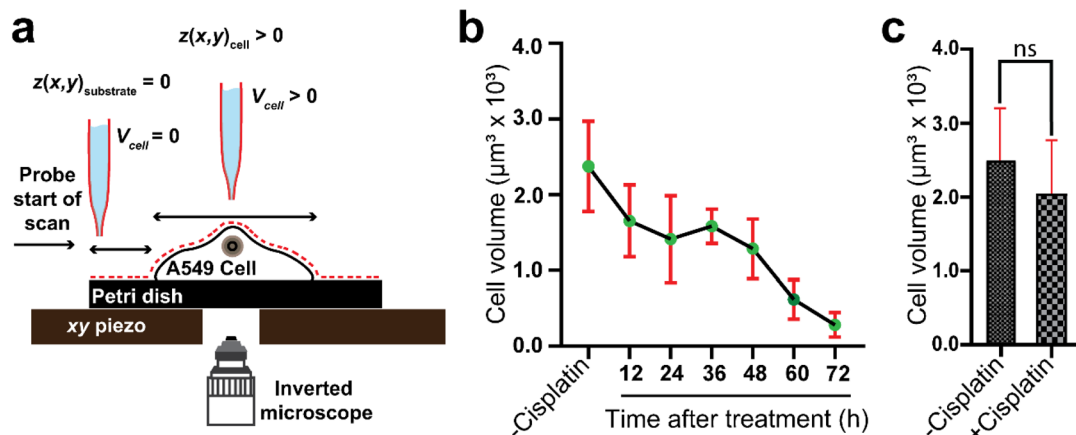 a
z(x,y)cell > 0
z(x,y)substrate = 0
Vcell > 0
Vcell = 0
Probe
start of
scan
A549 Cell
Petri dish
xy piezo
Inverted
microscope
b
Cell volume (µm³ x 10³)
4.0
3.0
2.0
1.0
0.0
-Cisplatin
12
24
36
48
60
72
Time after treatment (h)
c
ns
Cell volume (µm³ x 10³)
4.0
3.0
2.0
1.0
0.0
-Cisplatin
+Cisplatin